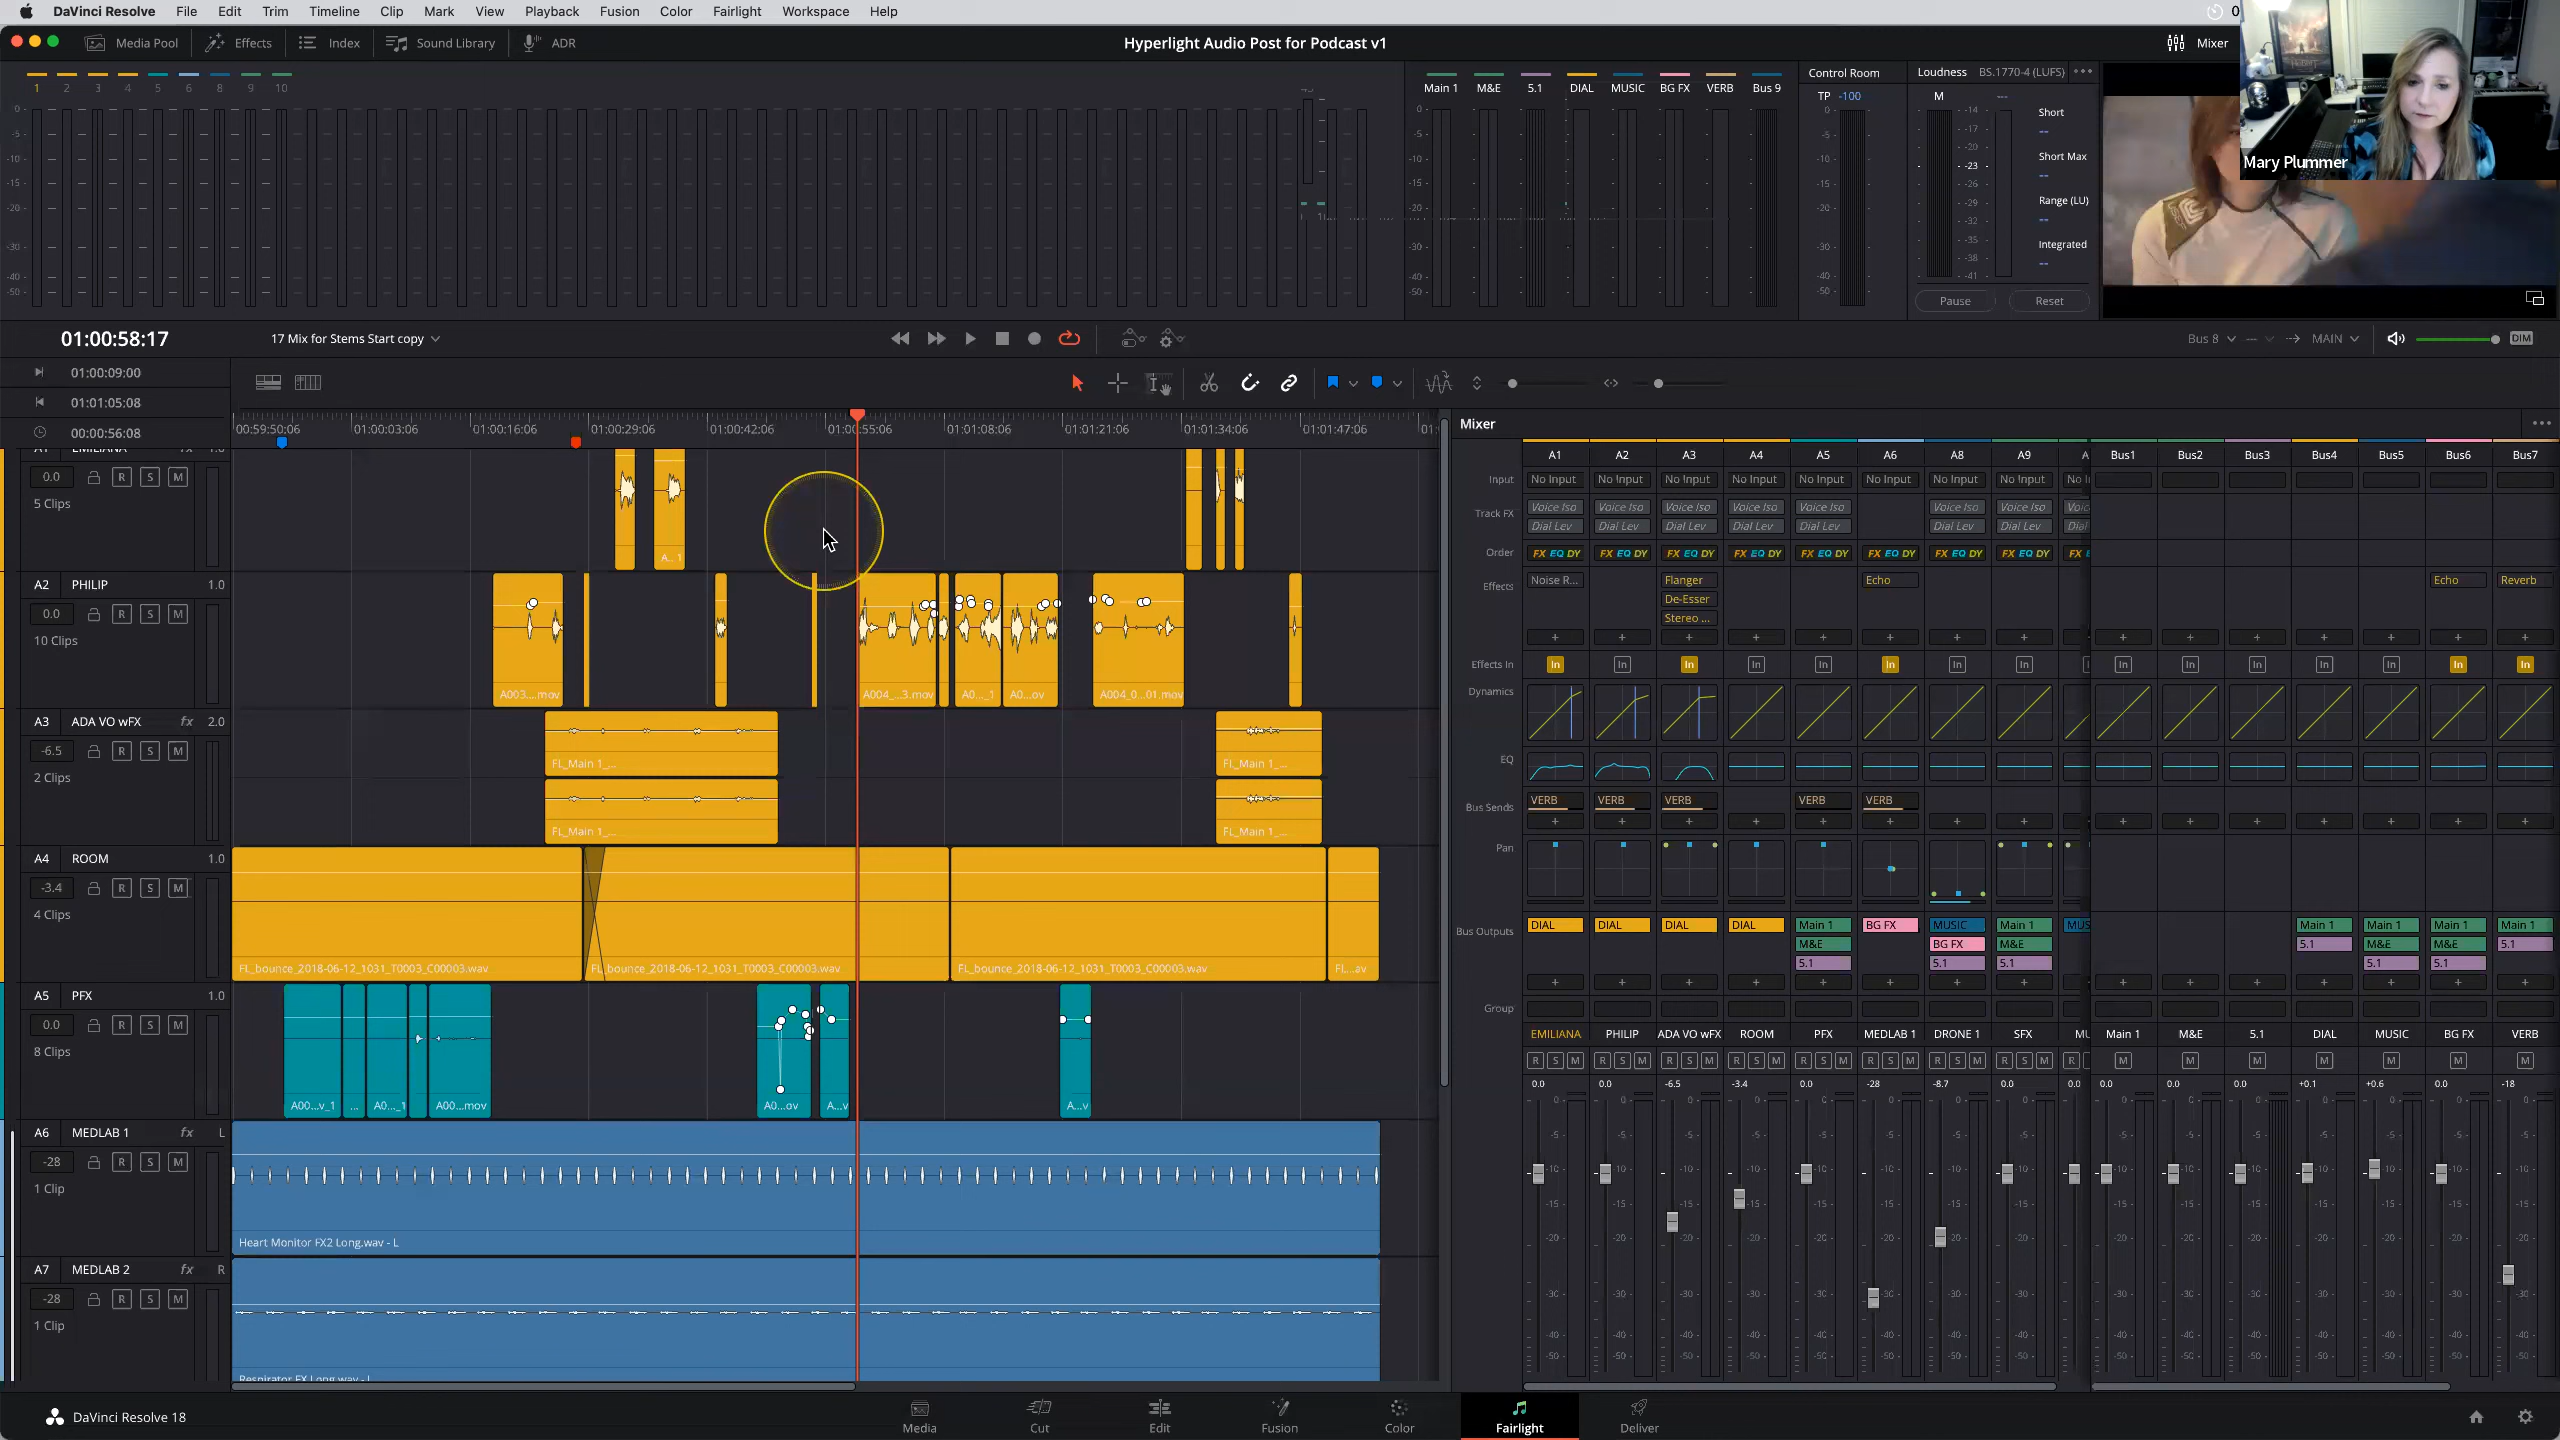 DaVinci Resolve File Edit Trim Timeline Clip Mark View Playback Fusion Color Fairlight Workspace Help
Media Pool Effects Index Sound Library ADR
Hyperlight Audio Post for Podcast v1
Mixer
1 2 3 4 5 6 8 9 10
Main 1 M&E 5.1 DIAL MUSIC BG FX VERB Bus 9
Control Room
TP -100
Loudness BS.1770-4 (LUFS)
M
Short
Short Max
Range (LU)
Integrated
Pause Reset
Mary Plummer
01:00:58:17
17 Mix for Stems Start copy
Bus 8 MAIN DIM
01:00:09:00
01:01:05:08
00:00:56:08
00:59:50:06 01:00:03:06 01:00:16:06 01:00:29:06 01:00:42:06 01:00:55:06 01:01:08:06 01:01:21:06 01:01:34:06 01:01:47:06
0.0 R S M
5 Clips
A.. 1
A2 PHILIP 1.0
0.0 R S M
10 Clips
A003...mov A004_...3.mov A0..._1 A0...ov A004_0...01.mov
A3 ADA VO wFX fx 2.0
-6.5 R S M
2 Clips
FL_Main 1_... FL_Main 1_...
FL_Main 1_... FL_Main 1_...
A4 ROOM 1.0
-3.4 R S M
4 Clips
FL_bounce_2018-06-12_1031_T0003_C00003.wav FL_bounce_2018-06-12_1031_T0003_C00003.wav FL_bounce_2018-06-12_1031_T0003_C00003.wav FL...av
A5 PFX 1.0
0.0 R S M
8 Clips
A00...v_1 ... A0..._1 A00...mov A0...ov A...v A...v
A6 MEDLAB 1 fx L
-28 R S M
1 Clip
Heart Monitor FX2 Long.wav - L
A7 MEDLAB 2 fx R
-28 R S M
1 Clip
Respirator FX Long.wav - L
Mixer
A1 A2 A3 A4 A5 A6 A8 A9 A Bus1 Bus2 Bus3 Bus4 Bus5 Bus6 Bus7
Input No Input No Input No Input No Input No Input No Input No Input No Input
Track FX Voice Iso Voice Iso Voice Iso Voice Iso Voice Iso Voice Iso Voice Iso
Dial Lev Dial Lev Dial Lev Dial Lev Dial Lev Dial Lev Dial Lev
Order FX EQ DY FX EQ DY FX EQ DY FX EQ DY FX EQ DY FX EQ DY FX EQ DY FX EQ DY
Effects Noise R... Flanger Echo Echo Reverb
De-Esser
Stereo ...
Effects In In In In In In
Dynamics
EQ
Bus Sends VERB VERB VERB VERB VERB
Pan
Bus Outputs DIAL DIAL DIAL DIAL Main 1 BG FX MUSIC Main 1 MUS Main 1 Main 1 Main 1 Main 1
M&E BG FX M&E 5.1 M&E M&E 5.1
5.1 5.1 5.1 5.1 5.1
Group
EMILIANA PHILIP ADA VO wFX ROOM PFX MEDLAB 1 DRONE 1 SFX MU Main 1 M&E 5.1 DIAL MUSIC BG FX VERB
R S M R S M R S M R S M R S M R S M R S M R S M R M M M M M M M
0.0 0.0 -6.5 -3.4 0.0 -28 -8.7 0.0 0.0 0.0 0.0 0.0 +0.1 +0.6 0.0 -18
DaVinci Resolve 18
Media Cut Edit Fusion Color Fairlight Deliver